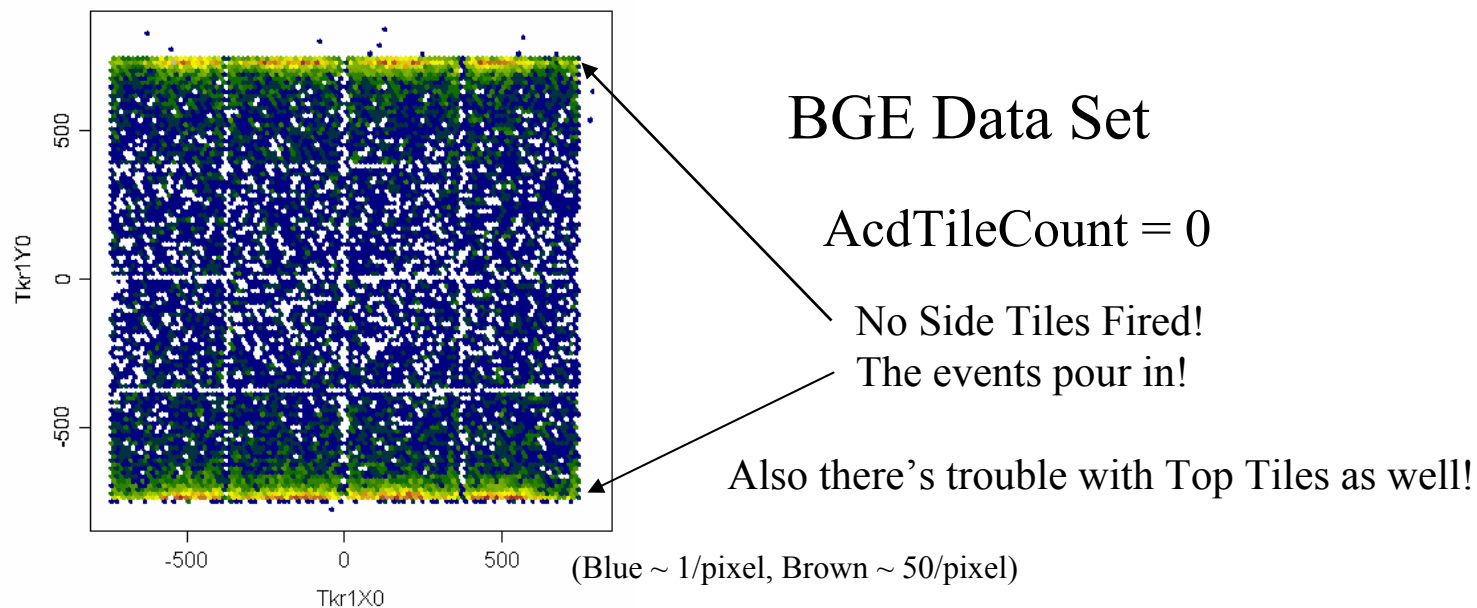 BGE Data Set
AcdTileCount = 0
No Side Tiles Fired!
The events pour in!
Also there's trouble with Top Tiles as well!
(Blue ~ 1/pixel, Brown ~ 50/pixel)
Tkr1Y0
500
0
-500
-500
0
500
Tkr1X0